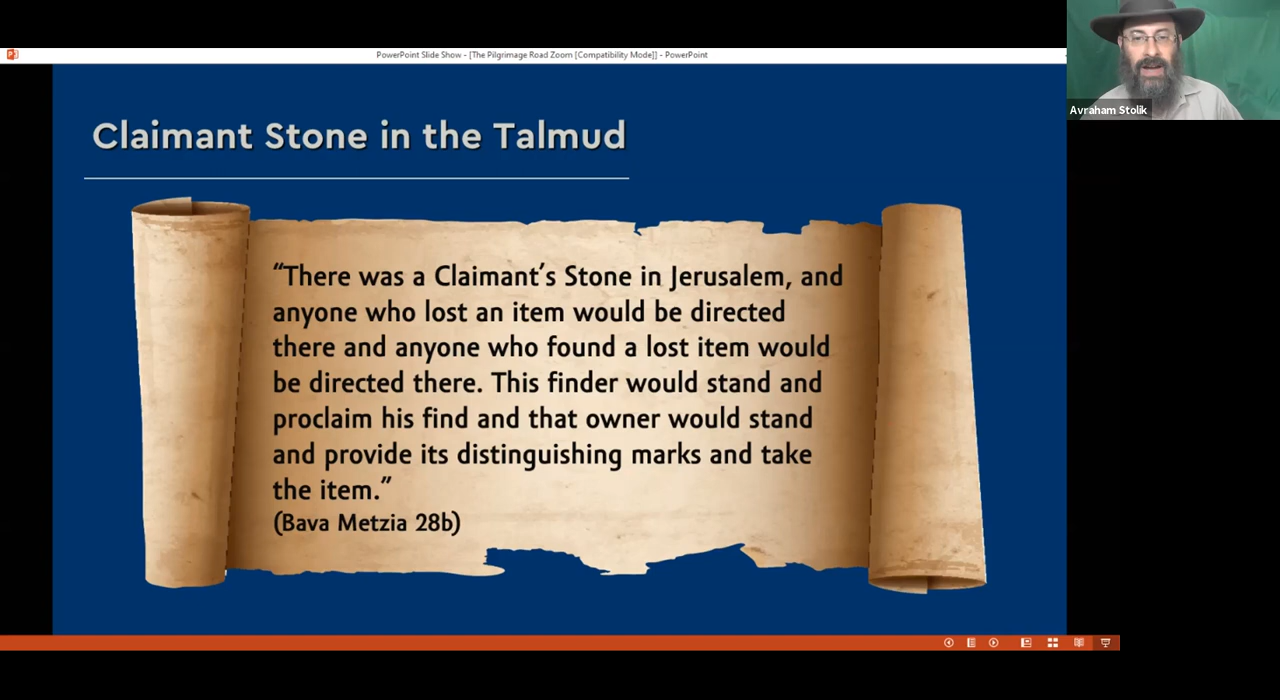 PowerPoint Slide Show - [The Pilgrimage Road Zoom [Compatibility Mode]] - PowerPoint
Avraham Stolik
Claimant Stone in the Talmud
“There was a Claimant’s Stone in Jerusalem, and
anyone who lost an item would be directed
there and anyone who found a lost item would
be directed there. This finder would stand and
proclaim his find and that owner would stand
and provide its distinguishing marks and take
the item.”
(Bava Metzia 28b)